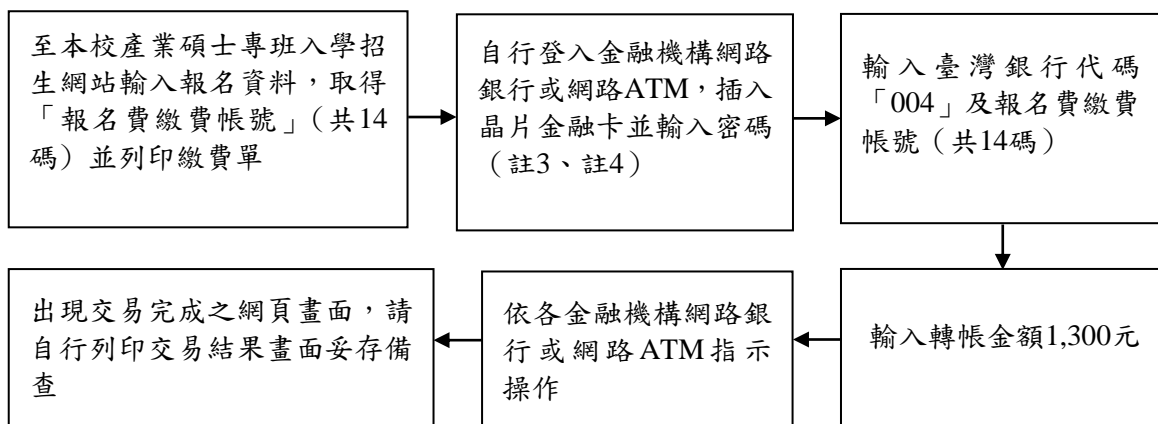 至本校產業碩士專班入學招
生網站輸入報名資料，取得
「報名費繳費帳號」（共14
碼）並列印繳費單
自行登入金融機構網路
銀行或網路ATM，插入
晶片金融卡並輸入密碼
（註3、註4）
輸入臺灣銀行代碼
「004」及報名費繳費
帳號（共14碼）
輸入轉帳金額1,300元
依各金融機構網路銀
行或網路ATM指示
操作
出現交易完成之網頁畫面，請
自行列印交易結果畫面妥存備
查